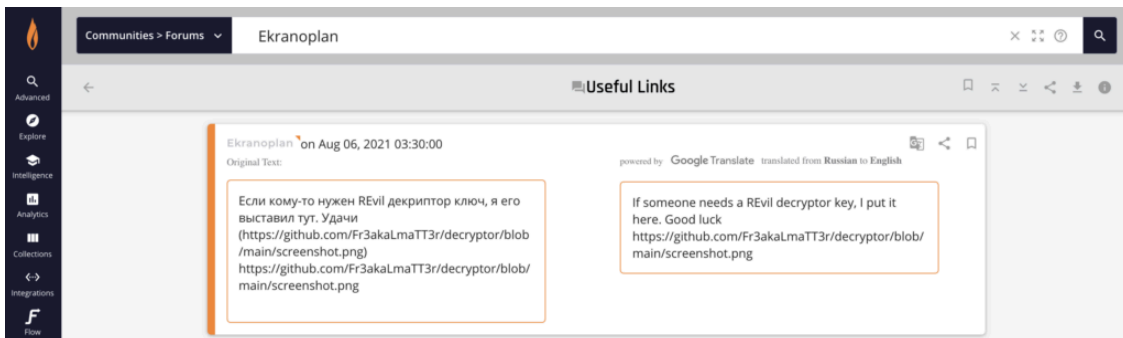 Communities > Forums
Ekranoplan
Advanced
Explore
Intelligence
Analytics
Collections
Integrations
Flow
Useful Links
Ekranoplan on Aug 06, 2021 03:30:00
Original Text:
Если кому-то нужен REvil декриптор ключ, я его
выставил тут. Удачи
(https://github.com/Fr3akaLmaTT3r/decryptor/blob
/main/screenshot.png)
https://github.com/Fr3akaLmaTT3r/decryptor/blob/
main/screenshot.png
powered by Google Translate translated from Russian to English
If someone needs a REvil decryptor key, I put it
here. Good luck
https://github.com/Fr3akaLmaTT3r/decryptor/blob/
main/screenshot.png